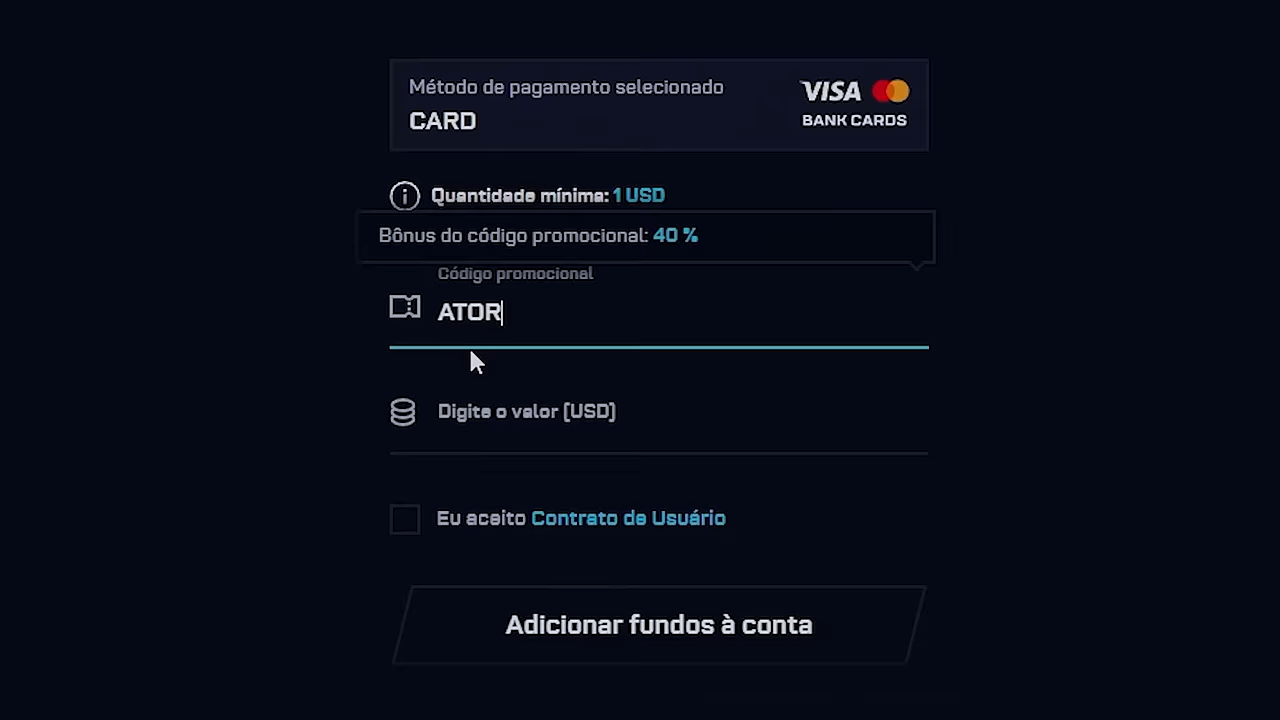 Método de pagamento selecionado
CARD
VISA
BANK CARDS
Quantidade mínima: 1 USD
Bônus do código promocional: 40 %
Código promocional
ATOR
Digite o valor (USD)
Eu aceito Contrato de Usuário
Adicionar fundos à conta